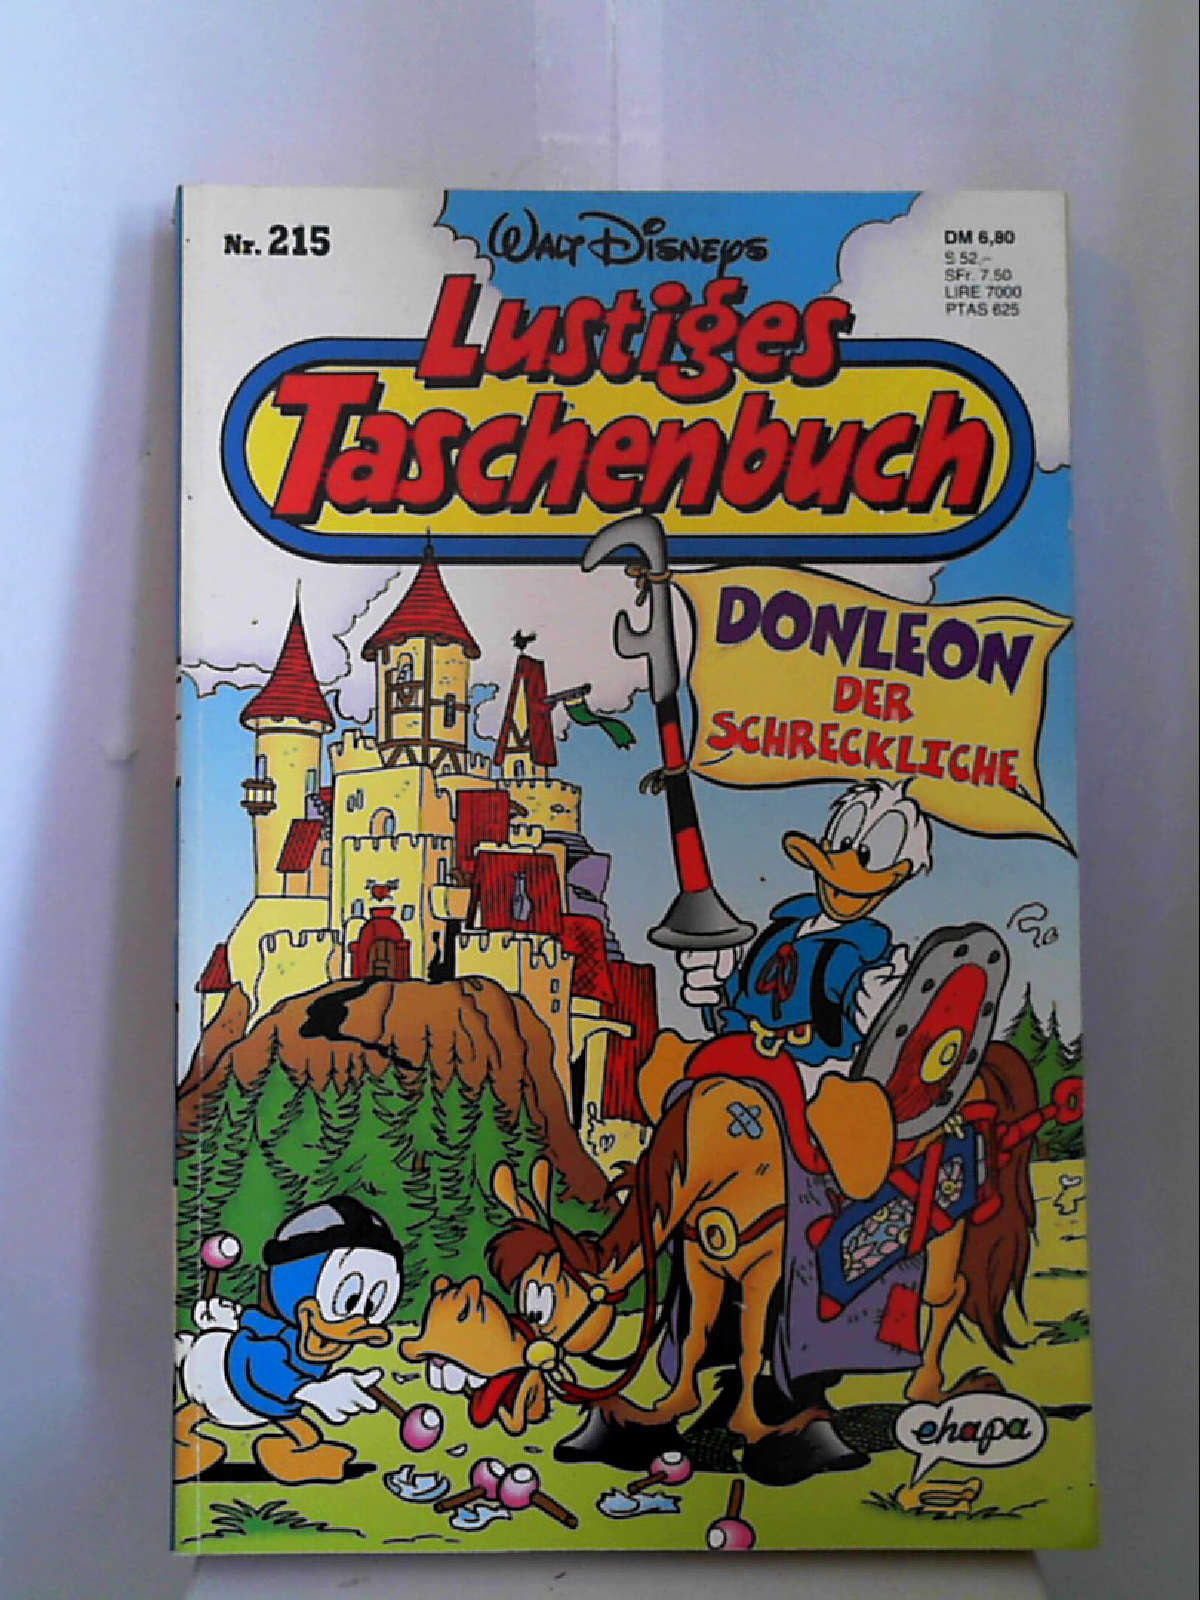 Nr. 215
WALT DISNEYS
DM 6,80
S 52,–
SFr. 7.50
LIRE 7000
PTAS 625
Lustiges
Taschenbuch
DONLEON
DER
SCHRECKLICHE
ehapa